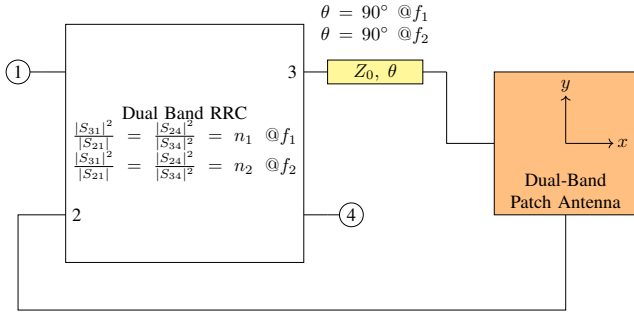 θ = 90° @f₁
θ = 90° @f₂
1
3
Z₀, θ
y
x
Dual Band RRC
|S₃₁|²/|S₂₁| = |S₂₄|²/|S₃₄|² = n₁ @f₁
|S₃₁|²/|S₂₁| = |S₂₄|²/|S₃₄|² = n₂ @f₂
Dual-Band
Patch Antenna
2
4